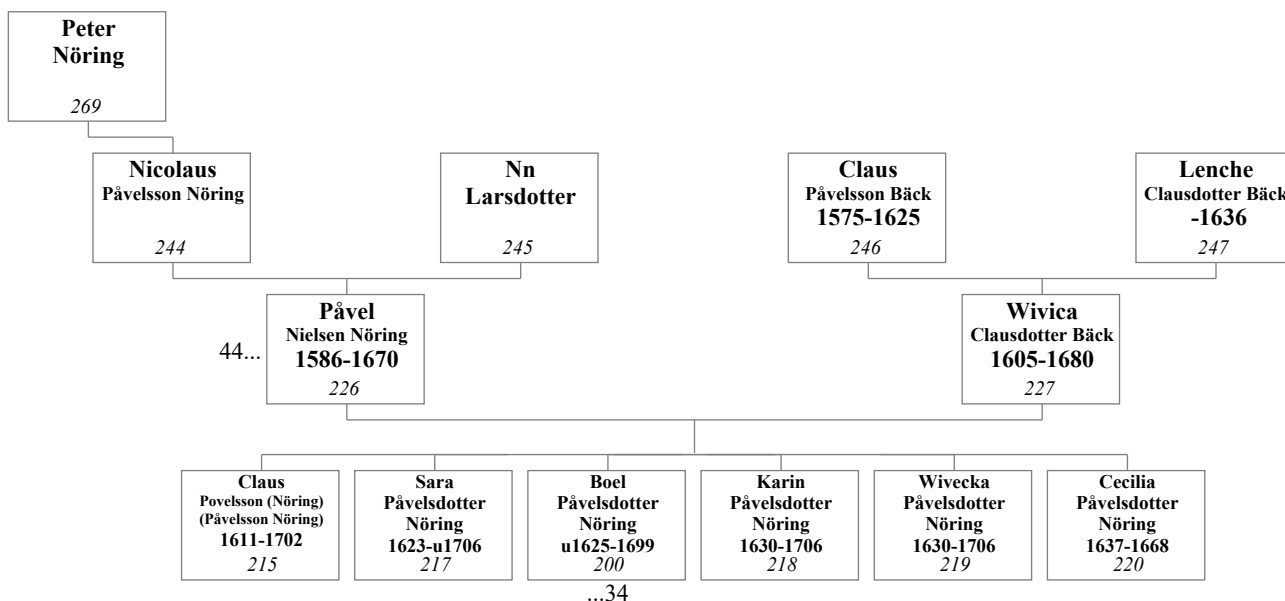 Peter
Nöring
269
Nicolaus
Påvelsson Nöring
244
Nn
Larsdotter
245
Claus
Påvelsson Bäck
1575-1625
246
Lenche
Clausdotter Bäck
-1636
247
44...
Påvel
Nielsen Nöring
1586-1670
226
Wivica
Clausdotter Bäck
1605-1680
227
Claus
Povelsson (Nöring)
(Påvelsson Nöring)
1611-1702
215
Sara
Påvelsdotter
Nöring
1623-u1706
217
Boel
Påvelsdotter
Nöring
u1625-1699
200
...34
Karin
Påvelsdotter
Nöring
1630-1706
218
Wivecka
Påvelsdotter
Nöring
1630-1706
219
Cecilia
Påvelsdotter
Nöring
1637-1668
220